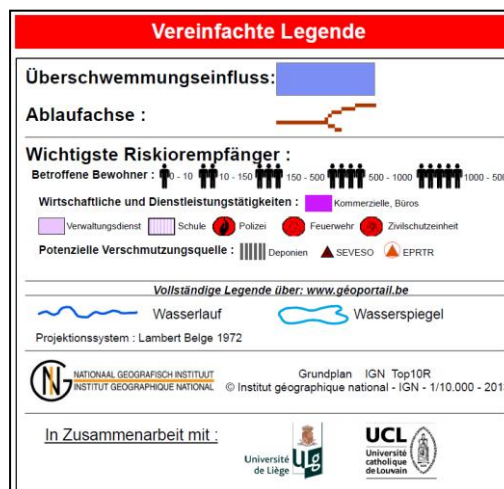 Vereinfachte Legende
Überschwemmungseinfluss:
Ablaufachse :
Wichtigste Riskiorempfänger :
Betroffene Bewohner : 0 - 10 10 - 150 150 - 500 500 - 1000 1000 - 500
Wirtschaftliche und Dienstleistungstätigkeiten : Kommerzielle, Büros
Verwaltungsdienst Schule Polizei Feuerwehr Zivilschutzeinheit
Potenzielle Verschmutzungsquelle : Deponien SEVESO EPRTR
Vollständige Legende über: www.géoportail.be
Wasserlauf Wasserspiegel
Projektionssystem : Lambert Belge 1972
NGI NATIONAAL GEOGRAFISCH INSTITUUT
INSTITUT GEOGRAPHIQUE NATIONAL
Grundplan IGN Top10R
© Institut géographique national - IGN - 1/10.000 - 201
In Zusammenarbeit mit :
Université
de Liège
ULg
UCL
Université
catholique
de Louvain